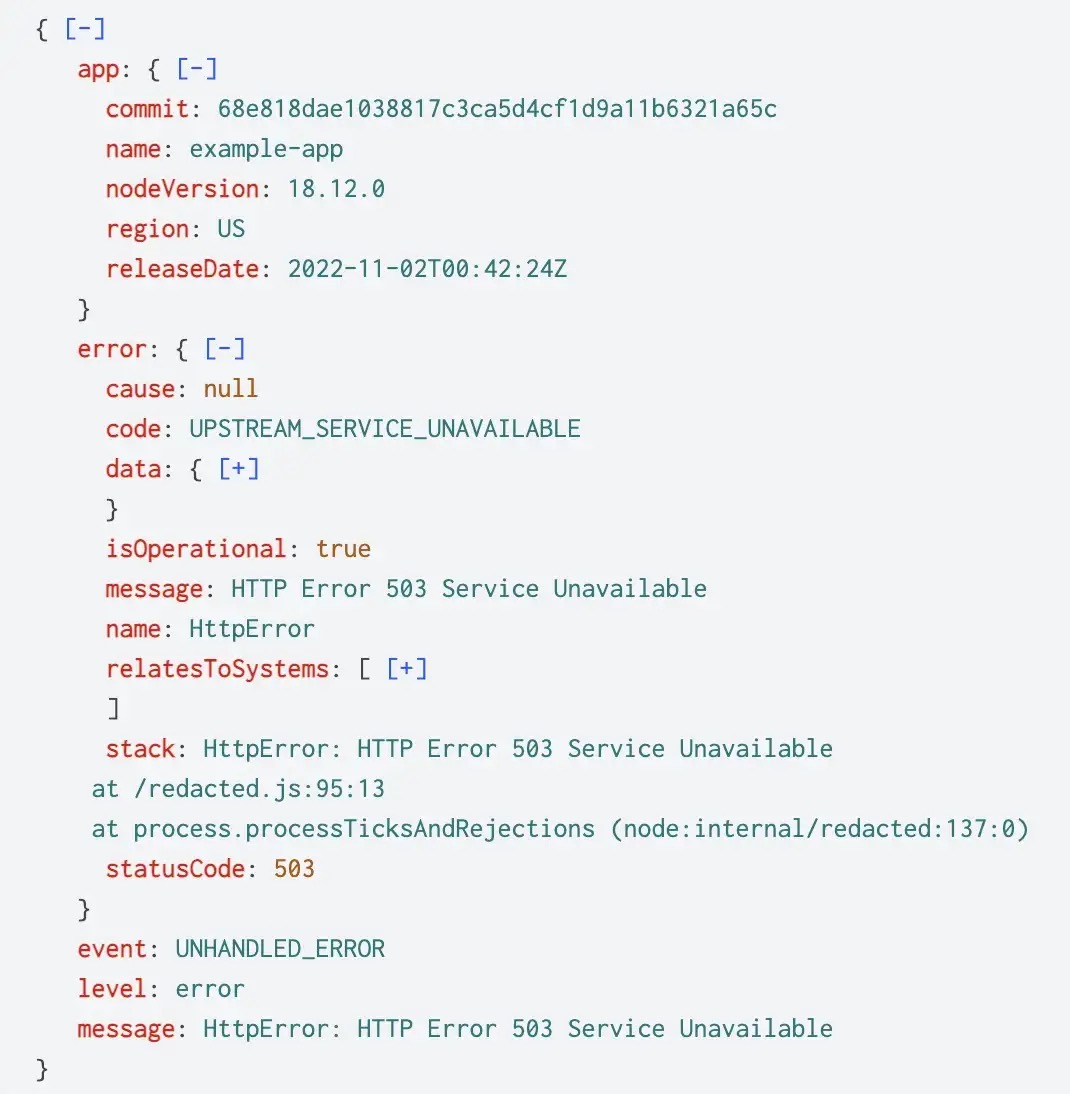 { [-]
app: { [-]
commit: 68e818dae1038817c3ca5d4cf1d9a11b6321a65c
name: example-app
nodeVersion: 18.12.0
region: US
releaseDate: 2022-11-02T00:42:24Z
}
error: { [-]
cause: null
code: UPSTREAM_SERVICE_UNAVAILABLE
data: { [+]
}
isOperational: true
message: HTTP Error 503 Service Unavailable
name: HttpError
relatesToSystems: [ [+]
]
stack: HttpError: HTTP Error 503 Service Unavailable
at /redacted.js:95:13
at process.processTicksAndRejections (node:internal/redacted:137:0)
statusCode: 503
}
event: UNHANDLED_ERROR
level: error
message: HttpError: HTTP Error 503 Service Unavailable
}